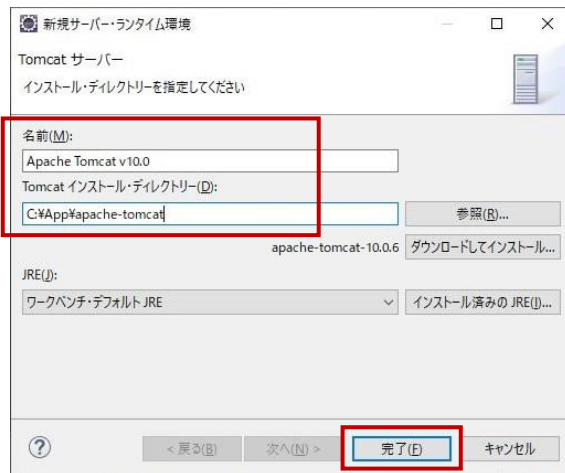 新規サーバー・ランタイム環境
Tomcat サーバー
インストール・ディレクトリーを指定してください
名前(M):
Apache Tomcat v10.0
Tomcat インストール・ディレクトリー(D):
C:¥App¥apache-tomcat
参照(R)...
apache-tomcat-10.0.6 ダウンロードしてインストール...
JRE(J):
ワークベンチ・デフォルト JRE
インストール済みの JRE(I)...
?
< 戻る(B) 次へ(N) > 完了(F) キャンセル